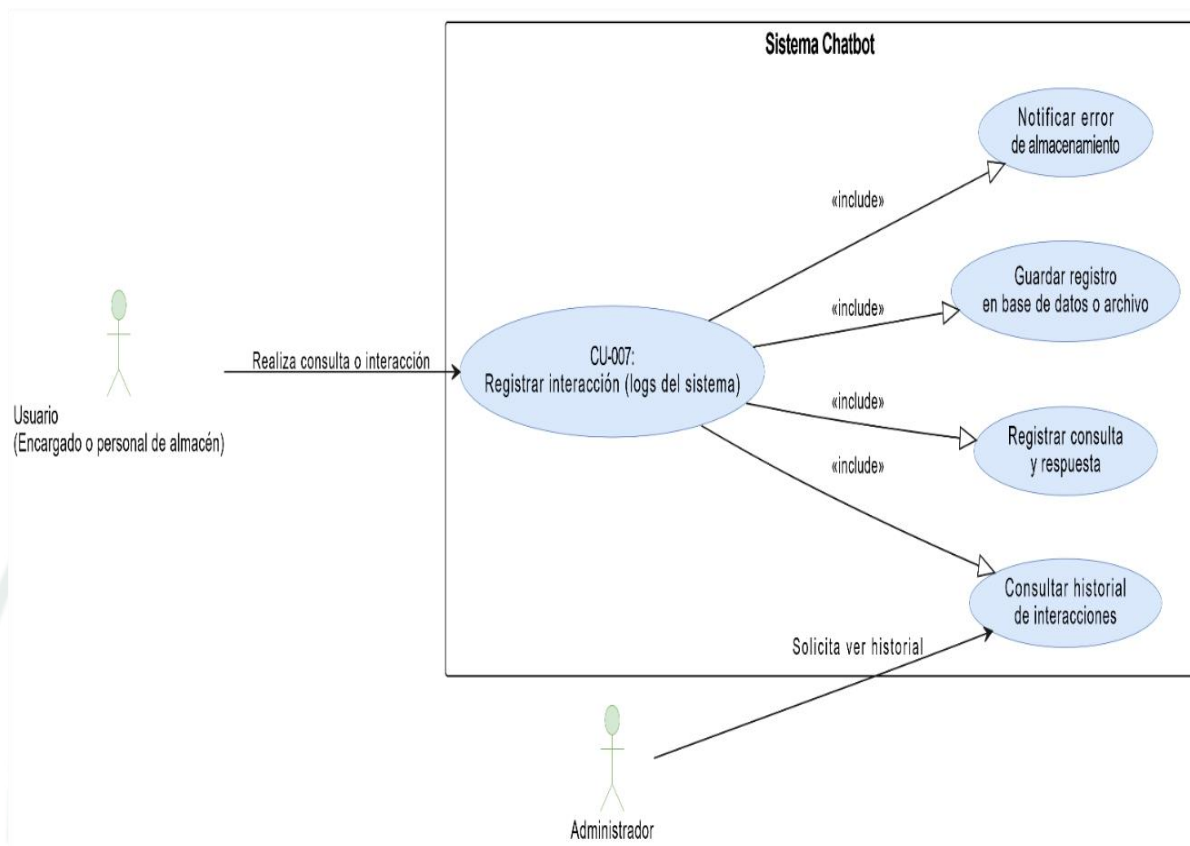 Sistema Chatbot
Notificar error
de almacenamiento
«include»
Guardar registro
en base de datos o archivo
«include»
CU-007:
Registrar interacción (logs del sistema)
Realiza consulta o interacción
Usuario
(Encargado o personal de almacén)
«include»
Registrar consulta
y respuesta
«include»
Consultar historial
de interacciones
Solicita ver historial
Administrador